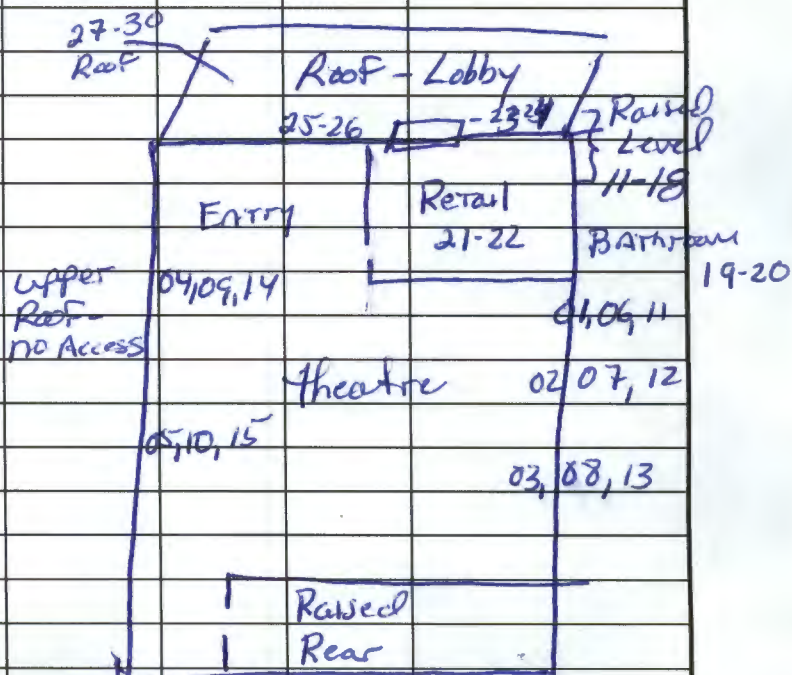 27-30
Roof
Roof - Lobby
25-26
Raised
Level
11-18
Entry
Retail
21-22
Bathroom
19-20
Upper
Roof-
no Access
04,09,14
01,06,11
theatre
02 07, 12
05,10,15
03, 08, 13
Raised
Rear